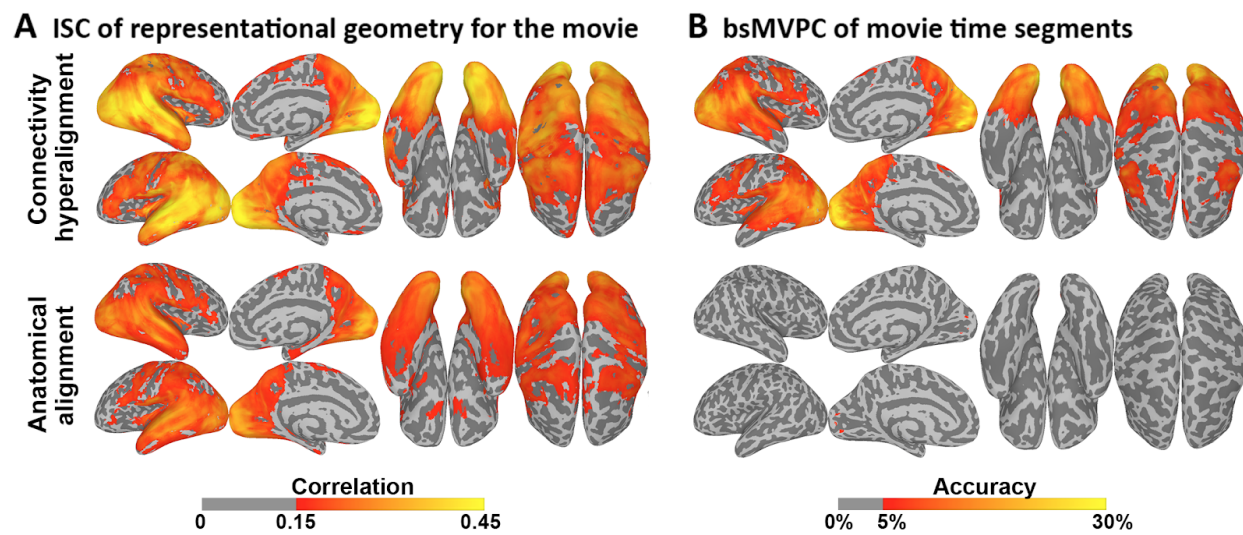 A ISC of representational geometry for the movie
B bsMVPC of movie time segments
Connectivity
hyperalignment
Anatomical
alignment
Correlation
0 0.15 0.45
Accuracy
0% 5% 30%